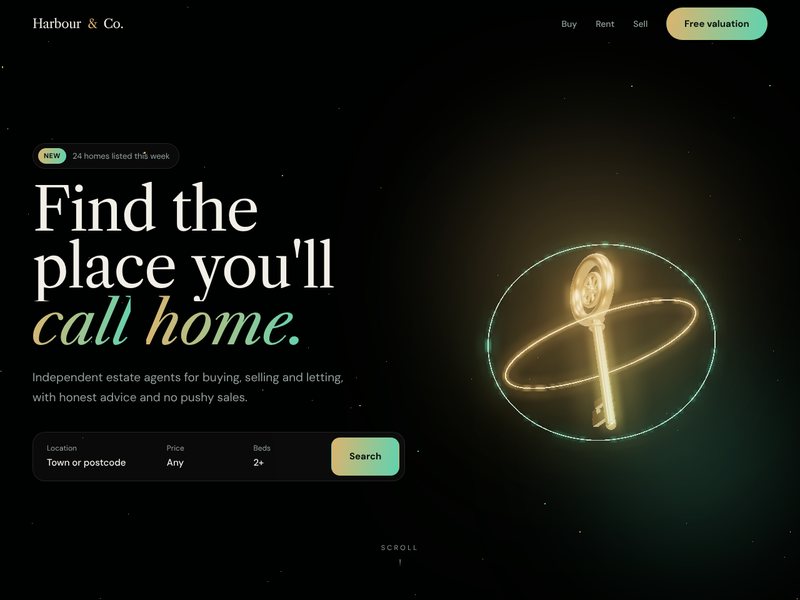 Harbour & Co.
Buy Rent Sell Free valuation
NEW 24 homes listed this week
Find the
place you'll
call home.
Independent estate agents for buying, selling and letting,
with honest advice and no pushy sales.
Location Price Beds
Town or postcode Any 2+
Search
SCROLL